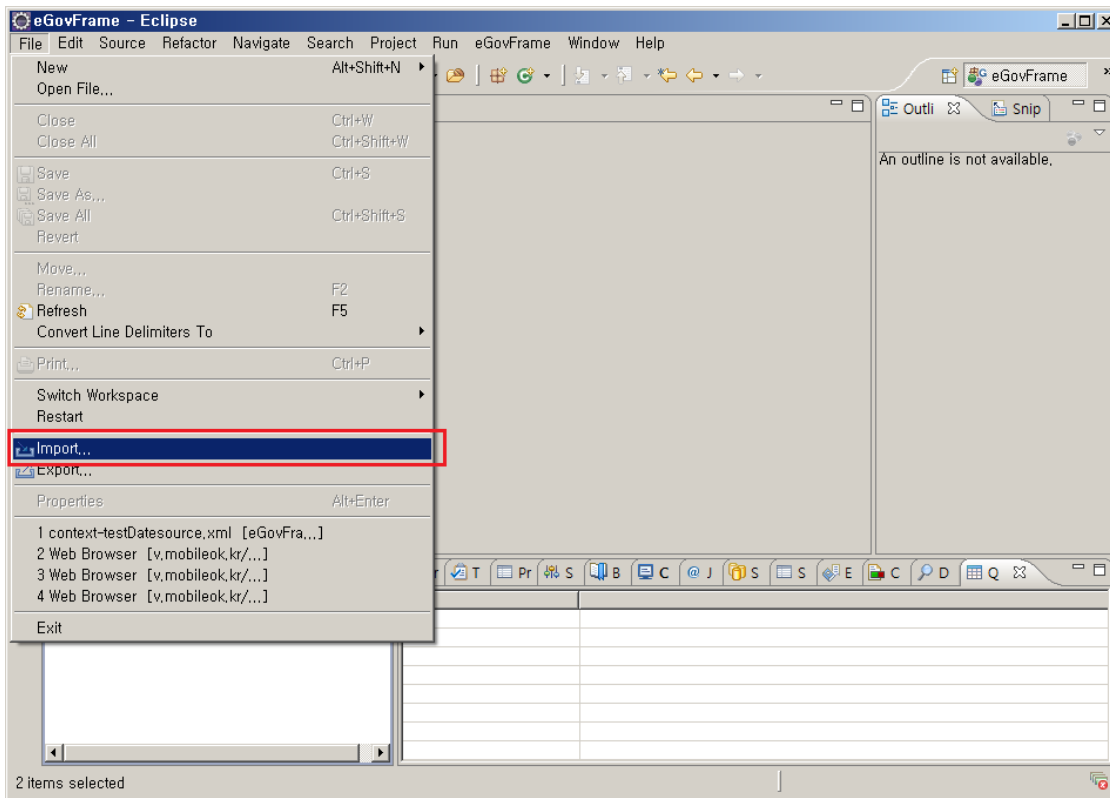 eGovFrame - Eclipse
File Edit Source Refactor Navigate Search Project Run eGovFrame Window Help
New Alt+Shift+N
Open File...
eGovFrame
Close Ctrl+W
Close All Ctrl+Shift+W
Outli Snip
An outline is not available.
Save Ctrl+S
Save As...
Save All Ctrl+Shift+S
Revert
Move...
Rename... F2
Refresh F5
Convert Line Delimiters To
Print... Ctrl+P
Switch Workspace
Restart
Import...
Export...
Properties Alt+Enter
1 context-testDatesource.xml [eGovFra...]
2 Web Browser [v.mobileok.kr/...]
3 Web Browser [v.mobileok.kr/...]
4 Web Browser [v.mobileok.kr/...]
Exit
r T Pr S B C @ J S S E C D Q
2 items selected